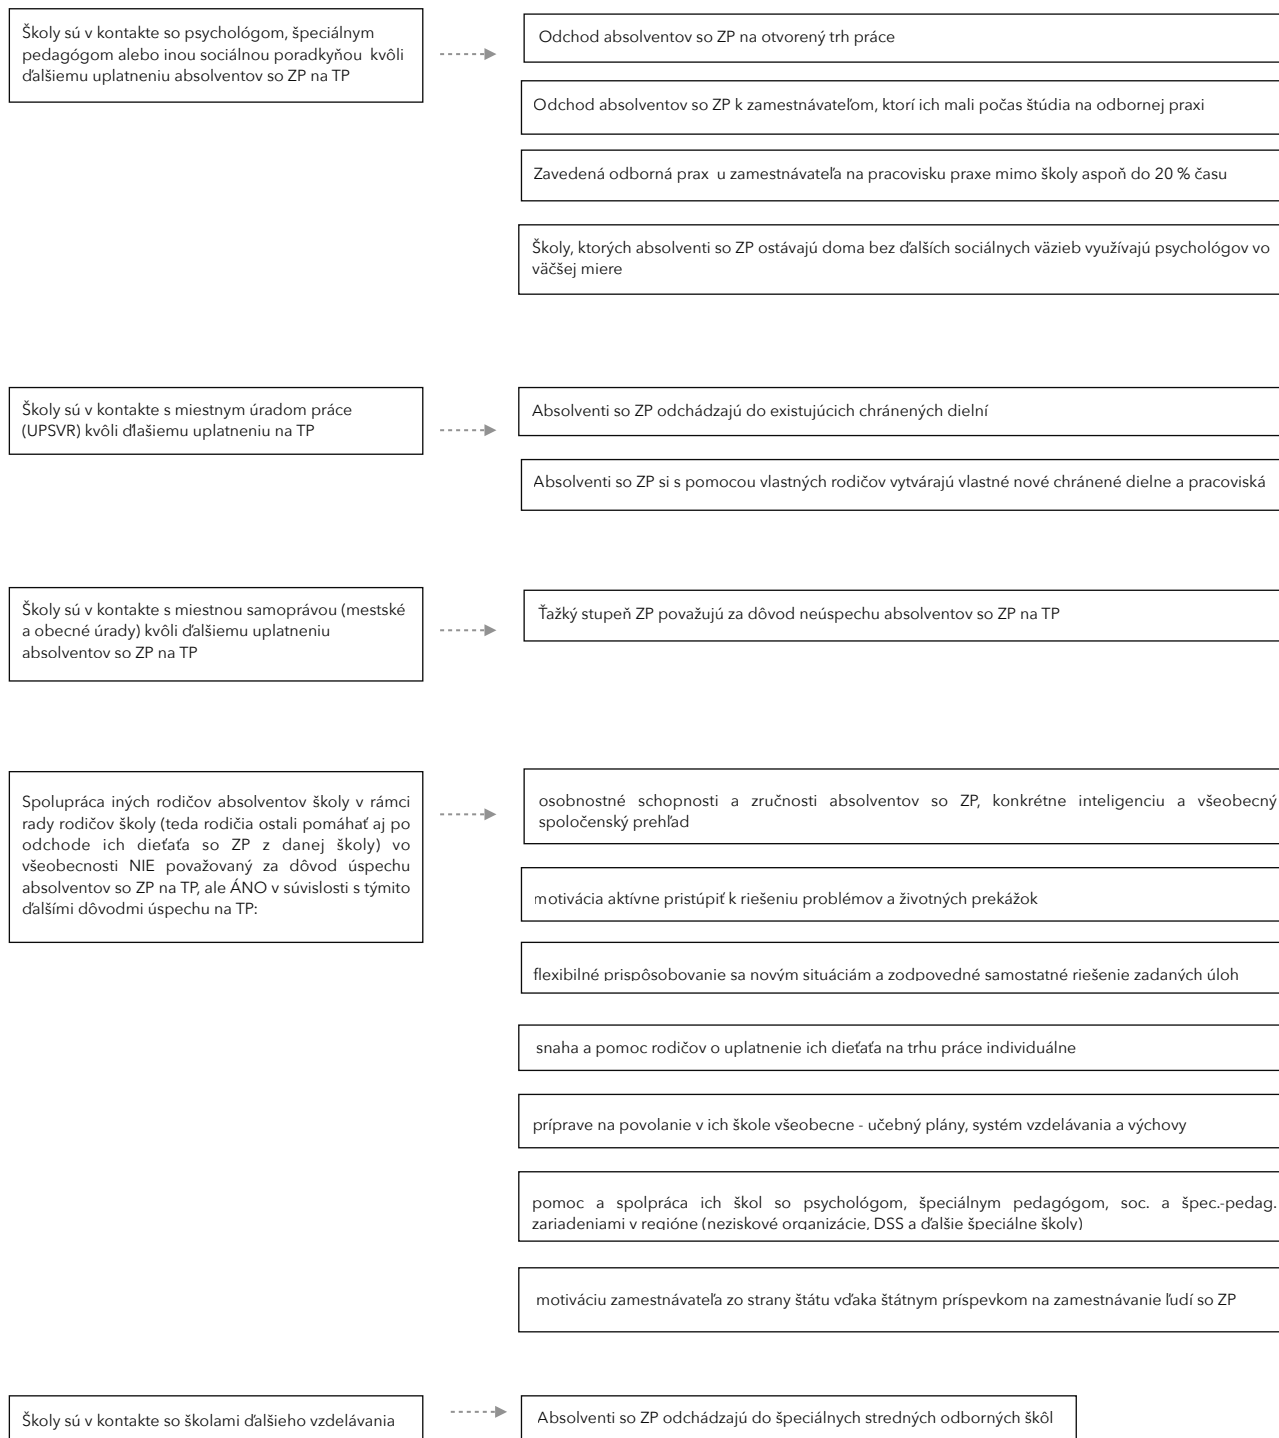 Školy sú v kontakte so psychológom, špeciálnym
pedagógom alebo inou sociálnou poradkyňou kvôli
ďalšiemu uplatneniu absolventov so ZP na TP
Odchod absolventov so ZP na otvorený trh práce
Odchod absolventov so ZP k zamestnávateľom, ktorí ich mali počas štúdia na odbornej praxi
Zavedená odborná prax u zamestnávateľa na pracovisku praxe mimo školy aspoň do 20 % času
Školy, ktorých absolventi so ZP ostávajú doma bez ďalších sociálnych väzieb využívajú psychológov vo
väčšej miere
Školy sú v kontakte s miestnym úradom práce
(UPSVR) kvôli ďlašiemu uplatneniu na TP
Absolventi so ZP odchádzajú do existujúcich chránených dielní
Absolventi so ZP si s pomocou vlastných rodičov vytvárajú vlastné nové chránené dielne a pracoviská
Školy sú v kontakte s miestnou samoprávou (mestské
a obecné úrady) kvôli ďalšiemu uplatneniu
absolventov so ZP na TP
Ťažký stupeň ZP považujú za dôvod neúspechu absolventov so ZP na TP
Spolupráca iných rodičov absolventov školy v rámci
rady rodičov školy (teda rodičia ostali pomáhať aj po
odchode ich dieťaťa so ZP z danej školy) vo
všeobecnosti NIE považovaný za dôvod úspechu
absolventov so ZP na TP, ale ÁNO v súvislosti s týmito
ďalšími dôvodmi úspechu na TP:
osobnostné schopnosti a zručnosti absolventov so ZP, konkrétne inteligenciu a všeobecný
spoločenský prehľad
motivácia aktívne pristúpiť k riešeniu problémov a životných prekážok
flexibilné prispôsobovanie sa novým situáciám a zodpovedné samostatné riešenie zadaných úloh
snaha a pomoc rodičov o uplatnenie ich dieťaťa na trhu práce individuálne
príprave na povolanie v ich škole všeobecne - učebný plány, systém vzdelávania a výchovy
pomoc a spolpráca ich škol so psychológom, špeciálnym pedagógom, soc. a špec.-pedag.
zariadeniami v regióne (neziskové organizácie, DSS a ďalšie špeciálne školy)
motiváciu zamestnávateľa zo strany štátu vďaka štátnym príspevkom na zamestnávanie ľudí so ZP
Školy sú v kontakte so školami ďalšieho vzdelávania
Absolventi so ZP odchádzajú do špeciálnych stredných odborných škôl